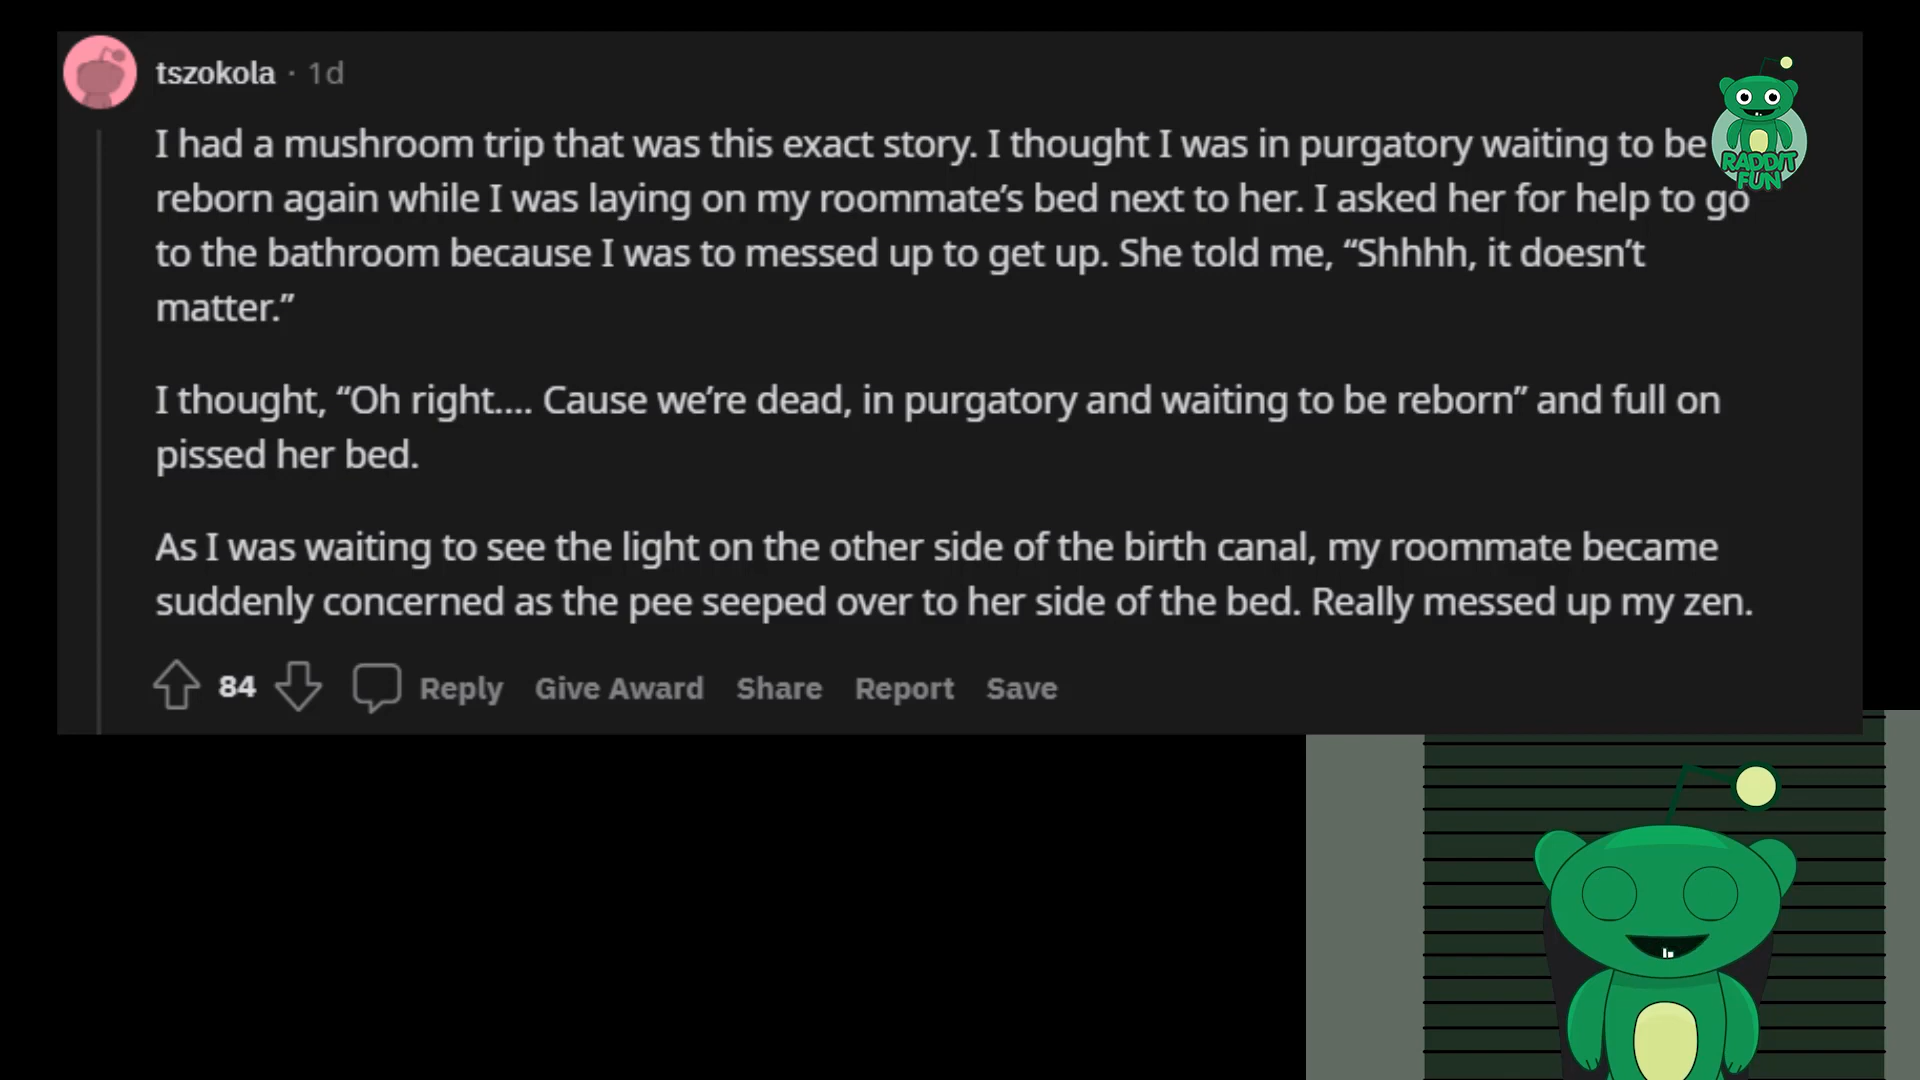 tszokola · 1d
I had a mushroom trip that was this exact story. I thought I was in purgatory waiting to be
reborn again while I was laying on my roommate’s bed next to her. I asked her for help to go
to the bathroom because I was to messed up to get up. She told me, “Shhhh, it doesn’t
matter.”
I thought, “Oh right.... Cause we’re dead, in purgatory and waiting to be reborn” and full on
pissed her bed.
As I was waiting to see the light on the other side of the birth canal, my roommate became
suddenly concerned as the pee seeped over to her side of the bed. Really messed up my zen.
84 Reply Give Award Share Report Save
RADDIT
FUN